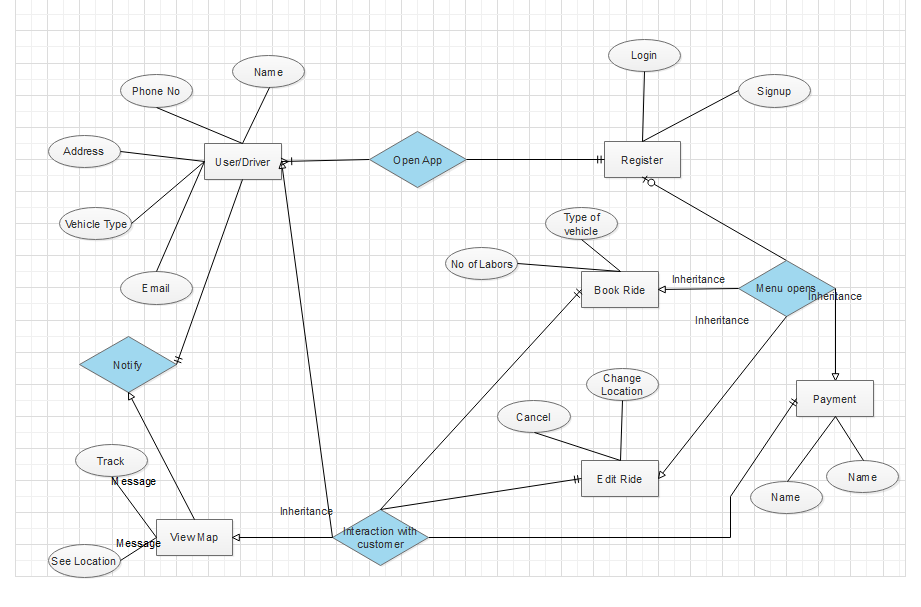 Login
Name
Phone No
Signup
Address
User/Driver
Open App
Register
Vehicle Type
Type of
vehicle
No of Labors
Inheritance
Email
Book Ride
Menu opens
Inheritance
Inheritance
Notify
Change
Location
Payment
Cancel
Track
Message
Edit Ride
Name
Name
Inheritance
View Map
Interaction with
customer
Message
See Location